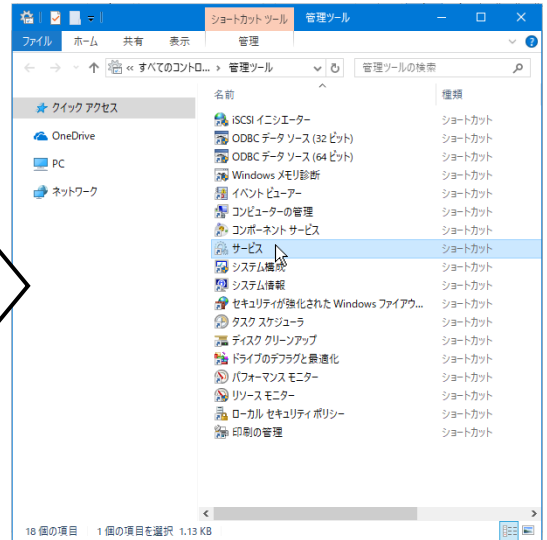 ショートカット ツール 管理ツール
ファイル ホーム 共有 表示 管理
« すべてのコントロ... › 管理ツール 管理ツールの検索
名前 種類
クイック アクセス
OneDrive
PC
ネットワーク
iSCSI イニシエーター ショートカット
ODBC データ ソース (32 ビット) ショートカット
ODBC データ ソース (64 ビット) ショートカット
Windows メモリ診断 ショートカット
イベント ビューアー ショートカット
コンピューターの管理 ショートカット
コンポーネント サービス ショートカット
サービス ショートカット
システム構成 ショートカット
システム情報 ショートカット
セキュリティが強化された Windows ファイアウ... ショートカット
タスク スケジューラ ショートカット
ディスク クリーンアップ ショートカット
ドライブのデフラグと最適化 ショートカット
パフォーマンス モニター ショートカット
リソース モニター ショートカット
ローカル セキュリティ ポリシー ショートカット
印刷の管理 ショートカット
18 個の項目 1 個の項目を選択 1.13 KB